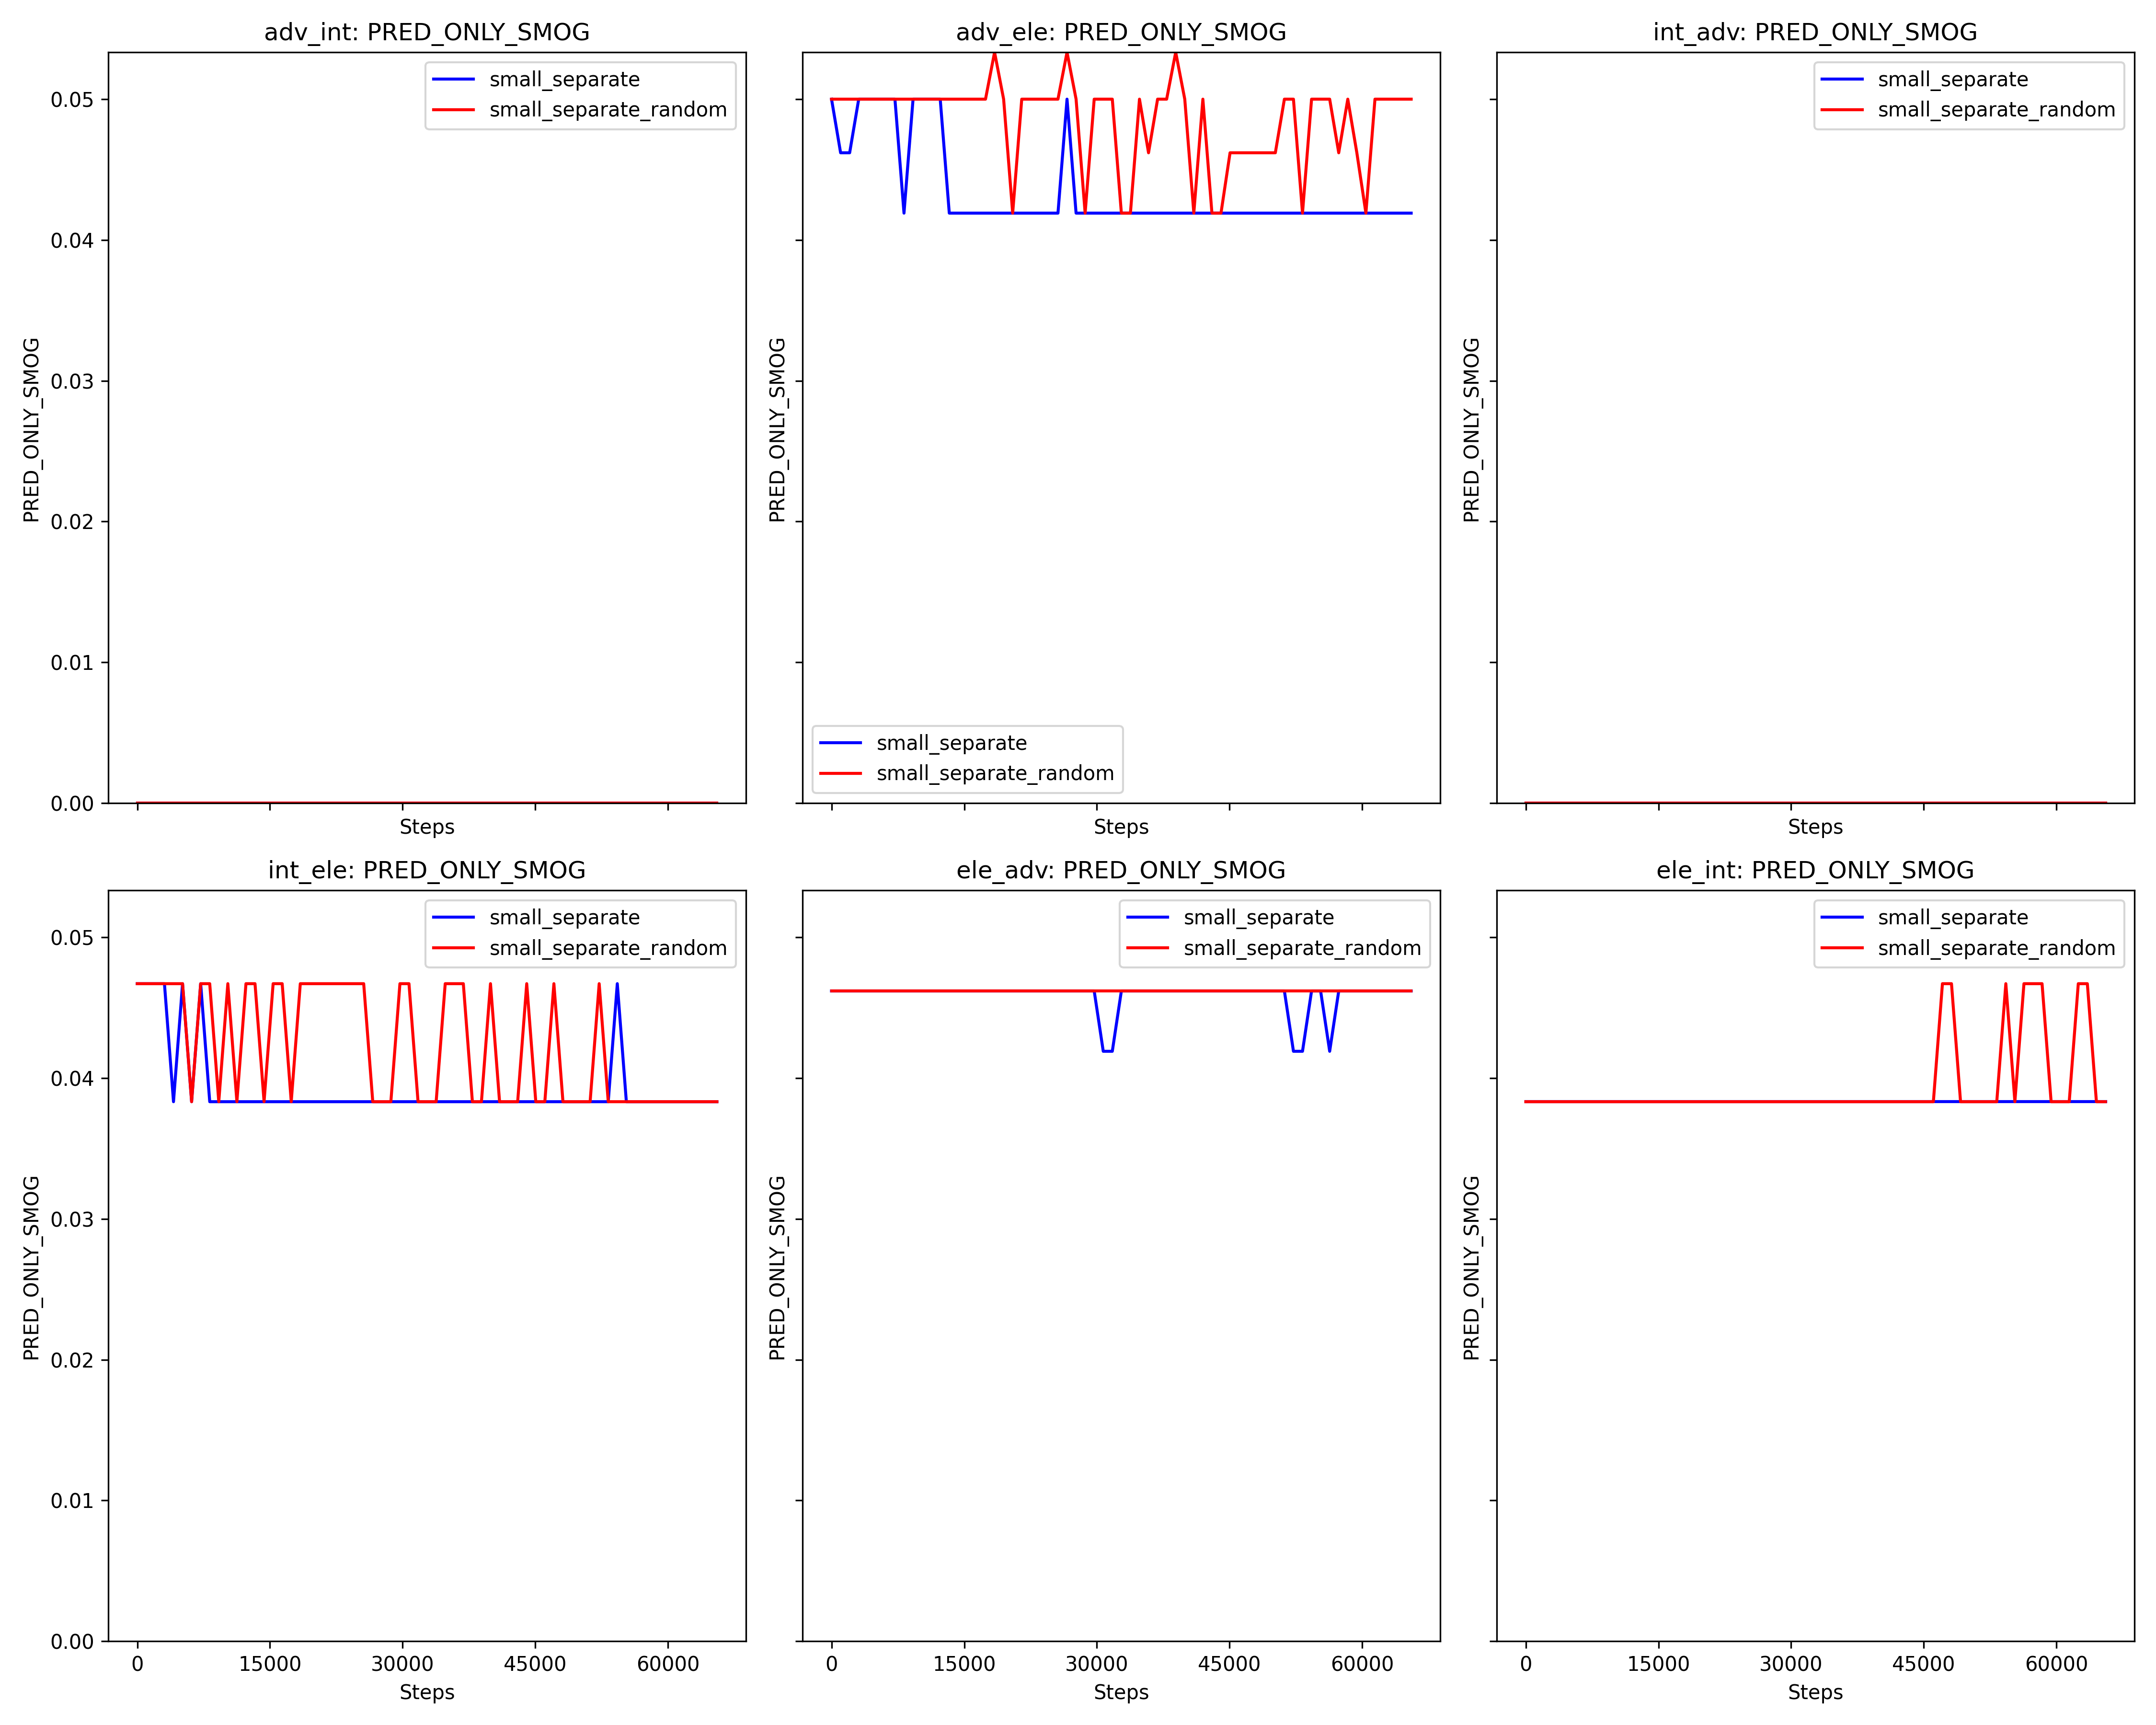 adv_int: PRED_ONLY_SMOG
adv_ele: PRED_ONLY_SMOG
int_adv: PRED_ONLY_SMOG
small_separate
small_separate_random
small_separate
small_separate_random
small_separate
small_separate_random
PRED_ONLY_SMOG
PRED_ONLY_SMOG
PRED_ONLY_SMOG
0.05
0.04
0.03
0.02
0.01
0.00
Steps
Steps
Steps
int_ele: PRED_ONLY_SMOG
ele_adv: PRED_ONLY_SMOG
ele_int: PRED_ONLY_SMOG
small_separate
small_separate_random
small_separate
small_separate_random
small_separate
small_separate_random
PRED_ONLY_SMOG
PRED_ONLY_SMOG
PRED_ONLY_SMOG
0.05
0.04
0.03
0.02
0.01
0.00
0 15000 30000 45000 60000
0 15000 30000 45000 60000
0 15000 30000 45000 60000
Steps
Steps
Steps